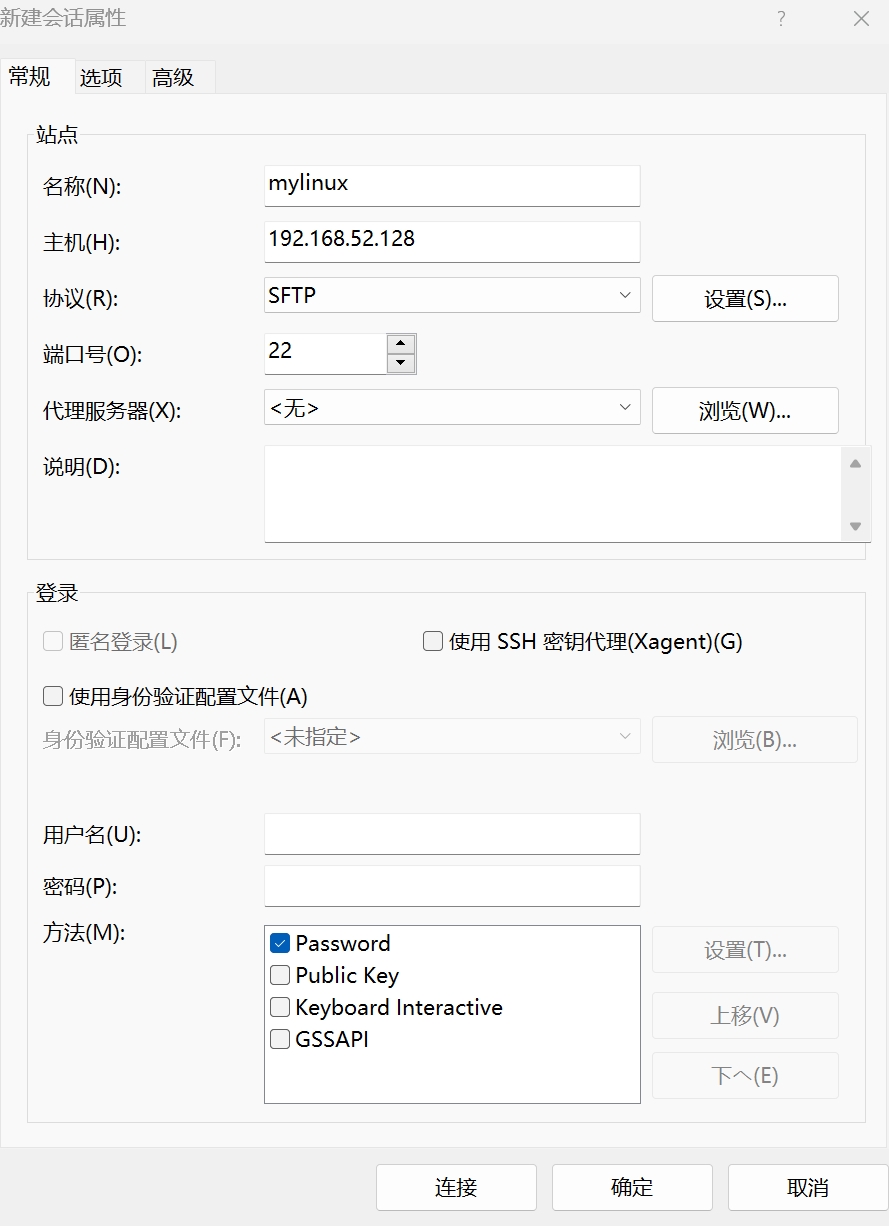 新建会话属性 ?
常规 选项 高级
站点
名称(N): mylinux
主机(H): 192.168.52.128
协议(R): SFTP 设置(S)...
端口号(O): 22
代理服务器(X): <无> 浏览(W)...
说明(D):
登录
匿名登录(L) 使用 SSH 密钥代理(Xagent)(G)
使用身份验证配置文件(A)
身份验证配置文件(F): <未指定> 浏览(B)...
用户名(U):
密码(P):
方法(M): Password 设置(T)...
Public Key
Keyboard Interactive 上移(V)
GSSAPI
下へ(E)
连接 确定 取消